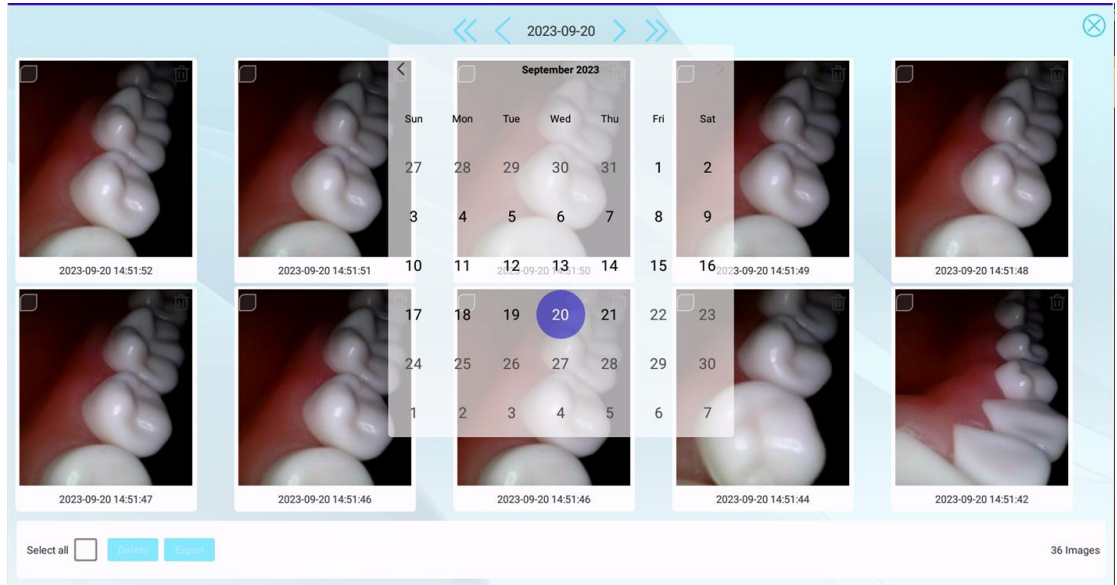 2023-09-20
September 2023
Sun Mon Tue Wed Thu Fri Sat
27 28 29 30 31 1 2
3 4 5 6 7 8 9
10 11 12 13 14 15 16
17 18 19 20 21 22 23
24 25 26 27 28 29 30
1 2 3 4 5 6 7
2023-09-20 14:51:52
2023-09-20 14:51:51
2023-09-20 14:51:50
2023-09-20 14:51:49
2023-09-20 14:51:48
2023-09-20 14:51:47
2023-09-20 14:51:46
2023-09-20 14:51:46
2023-09-20 14:51:44
2023-09-20 14:51:42
Select all Delete Export 36 Images